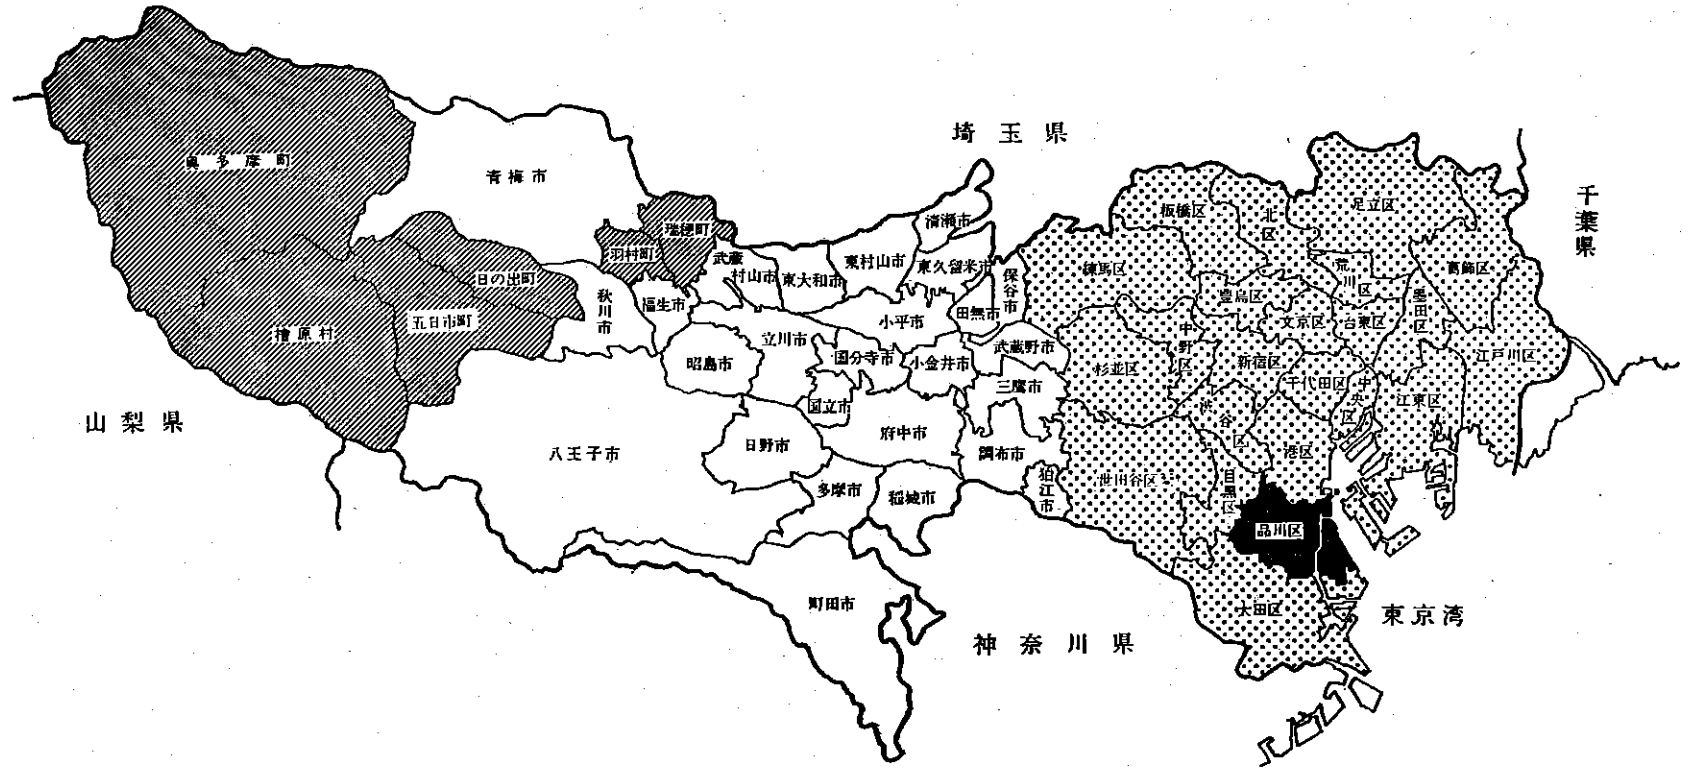 埼玉県
千葉県
山梨県
神奈川県
東京湾
奥多摩町
青梅市
瑞穂町
羽村町
日の出町
五日市町
檜原村
秋川市
福生市
武蔵
村山市
東大和市
東村山市
清瀬市
東久留米市
保谷市
田無市
小平市
立川市
昭島市
国分寺市
小金井市
武蔵野市
三鷹市
国立市
府中市
日野市
八王子市
調布市
狛江市
多摩市
稲城市
町田市
板橋区
北区
足立区
練馬区
荒川区
葛飾区
豊島区
文京区
台東区
墨田区
中野区
杉並区
新宿区
千代田区
中央区
江東区
江戸川区
渋谷区
港区
世田谷区
目黒区
品川区
大田区